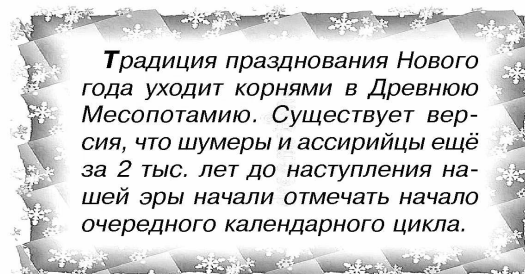 Традиция празднования Нового
года уходит корнями в Древнюю
Месопотамию. Существует вер-
сия, что шумеры и ассирийцы ещё
за 2 тыс. лет до наступления на-
шей эры начали отмечать начало
очередного календарного цикла.